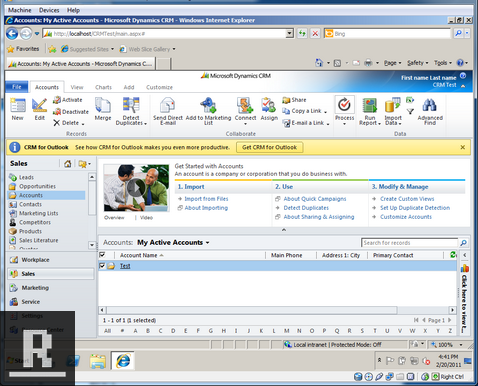 Machine Devices Help
Accounts: My Active Accounts - Microsoft Dynamics CRM - Windows Internet Explorer
http://localhost/CRMTest/main.aspx#
Bing
Favorites Suggested Sites Web Slice Gallery
Accounts: My Active Accounts - Microsoft Dynamics C...
Page Safety Tools
Microsoft Dynamics CRM
First name Last name
CRM Test
File Accounts View Charts Add Customize
New
Edit
Activate
Deactivate
Delete
Detect Duplicates
Send Direct E-mail
Add to Marketing List
Connect
Assign
Share
Copy a Link
E-mail a Link
Process
Run Report
Import Data
Advanced Find
Records
Collaborate
Data
CRM for Outlook See how CRM for Outlook makes you even more productive. Get CRM for Outlook
Sales
Leads
Opportunities
Accounts
Contacts
Marketing Lists
Competitors
Products
Sales Literature
Quotes
Workplace
Sales
Marketing
Service
Settings
Center
Get Started with Accounts
An account is a company or corporation that you do business with.
Overview Video
1. Import
Import from Files
About Importing
2. Use
About Quick Campaigns
Detect Duplicates
About Sharing & Assigning
3. Modify & Manage
Create Custom Views
Set Up Duplicate Detection
Customize Accounts
Accounts: My Active Accounts
Search for records
Account Name Main Phone Address 1: City Primary Contact
Test
Click here to view
1 - 1 of 1 (1 selected)
Page 1
All # A B C D E F G H I J K L M N O P Q R S T U V W X Y Z
Local intranet | Protected Mode: Off
100%
4:41 PM
2/20/2011
Right Ctrl
R